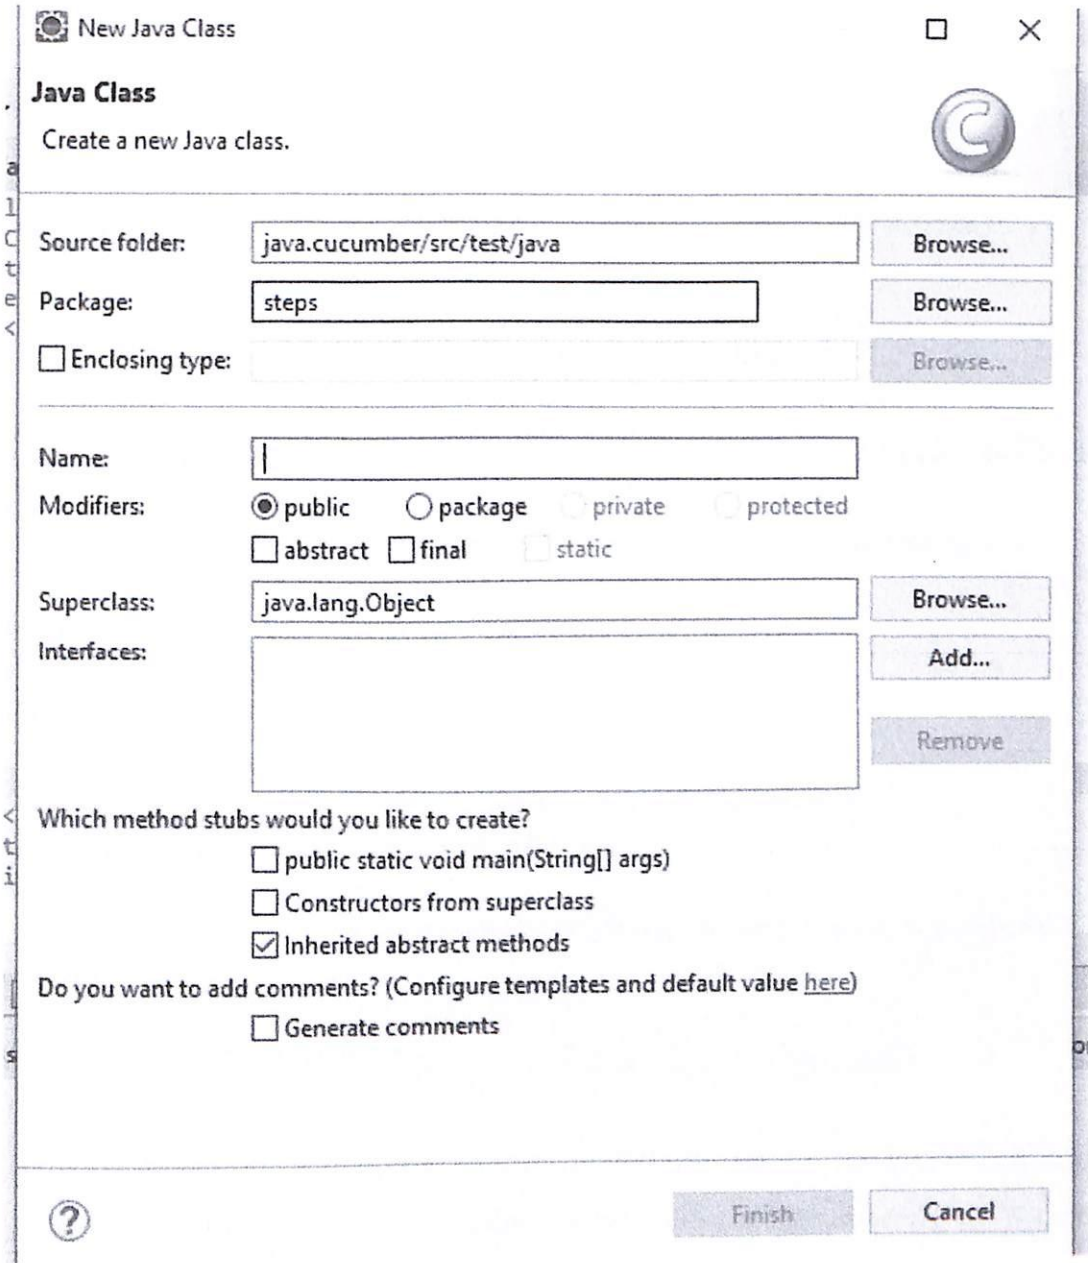 New Java Class
Java Class
Create a new Java class.
C
Source folder: java.cucumber/src/test/java Browse...
Package: steps Browse...
Enclosing type: Browse...
Name:
Modifiers: public package private protected
abstract final static
Superclass: java.lang.Object Browse...
Interfaces: Add...
Remove
Which method stubs would you like to create?
public static void main(String[] args)
Constructors from superclass
Inherited abstract methods
Do you want to add comments? (Configure templates and default value here)
Generate comments
? Finish Cancel